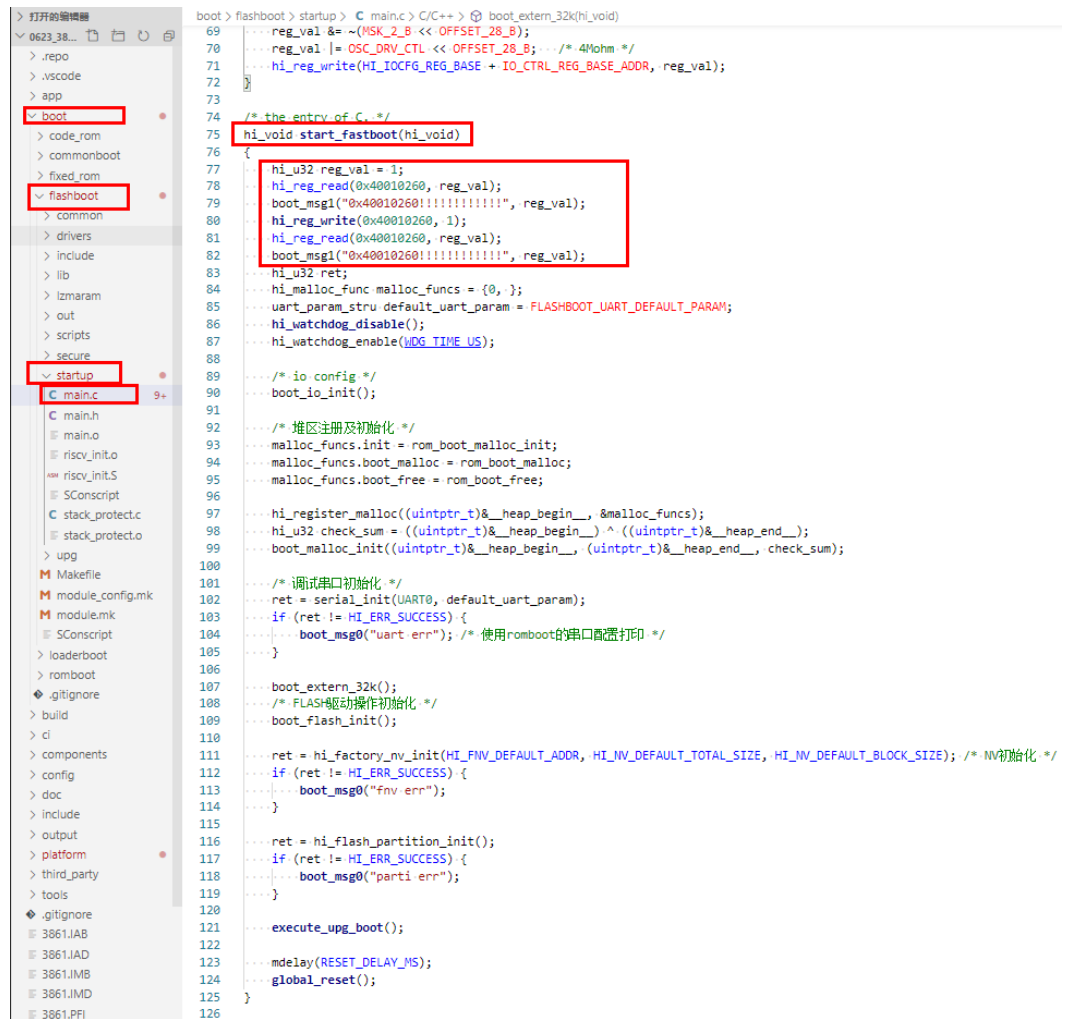 打开的编辑器
0623_38...
.repo
.vscode
app
boot
code_rom
commonboot
fixed_rom
flashboot
common
drivers
include
lib
lzmaram
out
scripts
secure
startup
C main.c 9+
C main.h
main.o
riscv_init.o
ASM riscv_init.S
SConscript
C stack_protect.c
stack_protect.o
upg
M Makefile
M module_config.mk
M module.mk
SConscript
loaderboot
romboot
.gitignore
build
ci
components
config
doc
include
output
platform
third_party
tools
.gitignore
3861.IAB
3861.IAD
3861.IMB
3861.IMD
3861.PFI
boot > flashboot > startup > C main.c > C/C++ > boot_extern_32k(hi_void)
69 reg_val &= ~(MSK_2_B << OFFSET_28_B);
70 reg_val |= OSC_DRV_CTL << OFFSET_28_B; /* 4Mohm */
71 hi_reg_write(HI_IOCFG_REG_BASE + IO_CTRL_REG_BASE_ADDR, reg_val);
72 }
73
74 /* the entry of C. */
75 hi_void start_fastboot(hi_void)
76 {
77 hi_u32 reg_val = 1;
78 hi_reg_read(0x40010260, reg_val);
79 boot_msg1("0x40010260!!!!!!!!!!!!!", reg_val);
80 hi_reg_write(0x40010260, 1);
81 hi_reg_read(0x40010260, reg_val);
82 boot_msg1("0x40010260!!!!!!!!!!!!!", reg_val);
83 hi_u32 ret;
84 hi_malloc_func malloc_funcs = {0, };
85 uart_param_stru default_uart_param = FLASHBOOT_UART_DEFAULT_PARAM;
86 hi_watchdog_disable();
87 hi_watchdog_enable(WDG_TIME_US);
88
89 /* io config */
90 boot_io_init();
91
92 /* 堆区注册及初始化 */
93 malloc_funcs.init = rom_boot_malloc_init;
94 malloc_funcs.boot_malloc = rom_boot_malloc;
95 malloc_funcs.boot_free = rom_boot_free;
96
97 hi_register_malloc((uintptr_t)&__heap_begin__, &malloc_funcs);
98 hi_u32 check_sum = ((uintptr_t)&__heap_begin__) ^ ((uintptr_t)&__heap_end__);
99 boot_malloc_init((uintptr_t)&__heap_begin__, (uintptr_t)&__heap_end__, check_sum);
100
101 /* 调试串口初始化 */
102 ret = serial_init(UART0, default_uart_param);
103 if (ret != HI_ERR_SUCCESS) {
104 boot_msg0("uart err"); /* 使用romboot的串口配置打印 */
105 }
106
107 boot_extern_32k();
108 /* FLASH驱动操作初始化 */
109 boot_flash_init();
110
111 ret = hi_factory_nv_init(HI_FNV_DEFAULT_ADDR, HI_NV_DEFAULT_TOTAL_SIZE, HI_NV_DEFAULT_BLOCK_SIZE); /* NV初始化 */
112 if (ret != HI_ERR_SUCCESS) {
113 boot_msg0("fnv err");
114 }
115
116 ret = hi_flash_partition_init();
117 if (ret != HI_ERR_SUCCESS) {
118 boot_msg0("parti err");
119 }
120
121 execute_upg_boot();
122
123 mdelay(RESET_DELAY_MS);
124 global_reset();
125 }
126